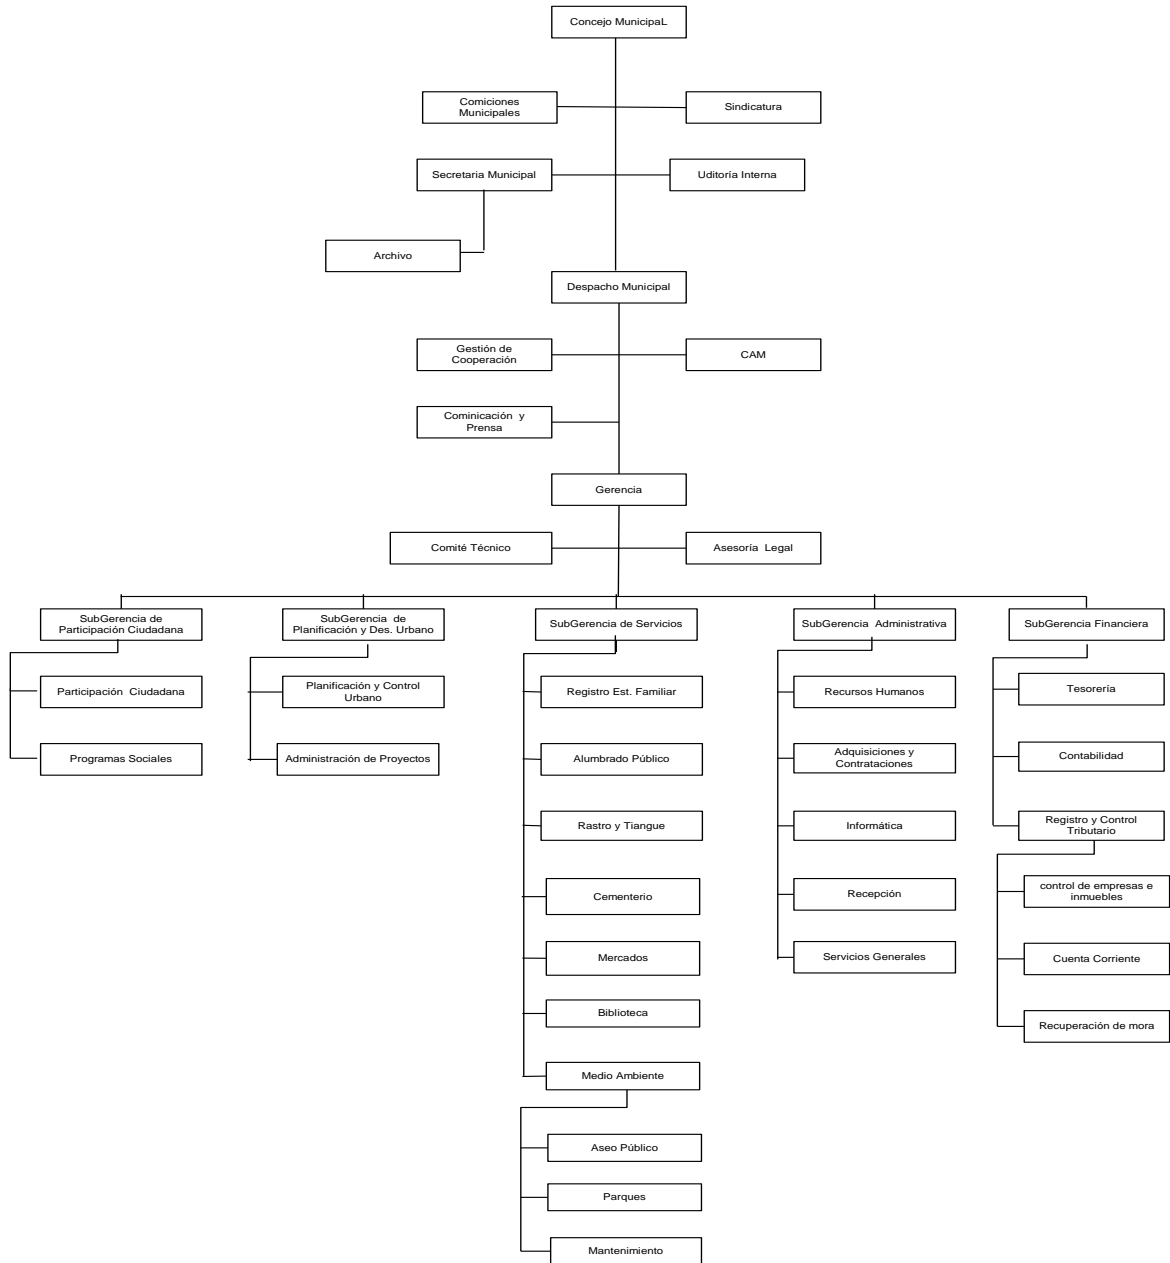 Concejo MunicipaL
Comiciones
Municipales
Sindicatura
Secretaria Municipal
Uditoría Interna
Archivo
Despacho Municipal
Gestión de
Cooperación
CAM
Cominicación y
Prensa
Gerencia
Comité Técnico
Asesoría Legal
SubGerencia de
Participación Ciudadana
SubGerencia de
Planificación y Des. Urbano
SubGerencia de Servicios
SubGerencia Administrativa
SubGerencia Financiera
Participación Ciudadana
Programas Sociales
Planificación y Control
Urbano
Administración de Proyectos
Registro Est. Familiar
Alumbrado Público
Rastro y Tiangue
Cementerio
Mercados
Biblioteca
Medio Ambiente
Aseo Público
Parques
Mantenimiento
Recursos Humanos
Adquisiciones y
Contrataciones
Informática
Recepción
Servicios Generales
Tesorería
Contabilidad
Registro y Control
Tributario
control de empresas e
inmuebles
Cuenta Corriente
Recuperación de mora